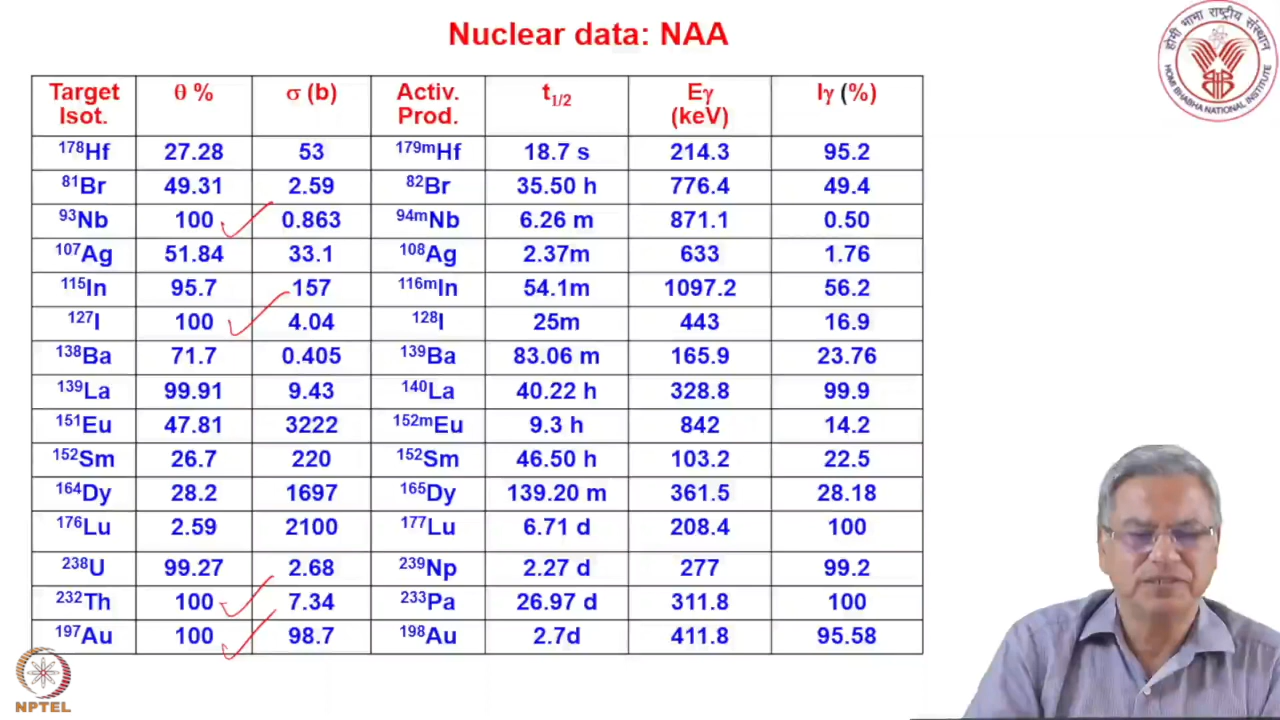 Nuclear data: NAA
होमी भाभा राष्ट्रीय संस्थान
HOMI BHABHA NATIONAL INSTITUTE
Target Isot. θ % σ (b) Activ. Prod. t1/2 Eγ (keV) Iγ (%)
178Hf 27.28 53 179mHf 18.7 s 214.3 95.2
81Br 49.31 2.59 82Br 35.50 h 776.4 49.4
93Nb 100 0.863 94mNb 6.26 m 871.1 0.50
107Ag 51.84 33.1 108Ag 2.37m 633 1.76
115In 95.7 157 116mIn 54.1m 1097.2 56.2
127I 100 4.04 128I 25m 443 16.9
138Ba 71.7 0.405 139Ba 83.06 m 165.9 23.76
139La 99.91 9.43 140La 40.22 h 328.8 99.9
151Eu 47.81 3222 152mEu 9.3 h 842 14.2
152Sm 26.7 220 152Sm 46.50 h 103.2 22.5
164Dy 28.2 1697 165Dy 139.20 m 361.5 28.18
176Lu 2.59 2100 177Lu 6.71 d 208.4 100
238U 99.27 2.68 239Np 2.27 d 277 99.2
232Th 100 7.34 233Pa 26.97 d 311.8 100
197Au 100 98.7 198Au 2.7d 411.8 95.58
NPTEL